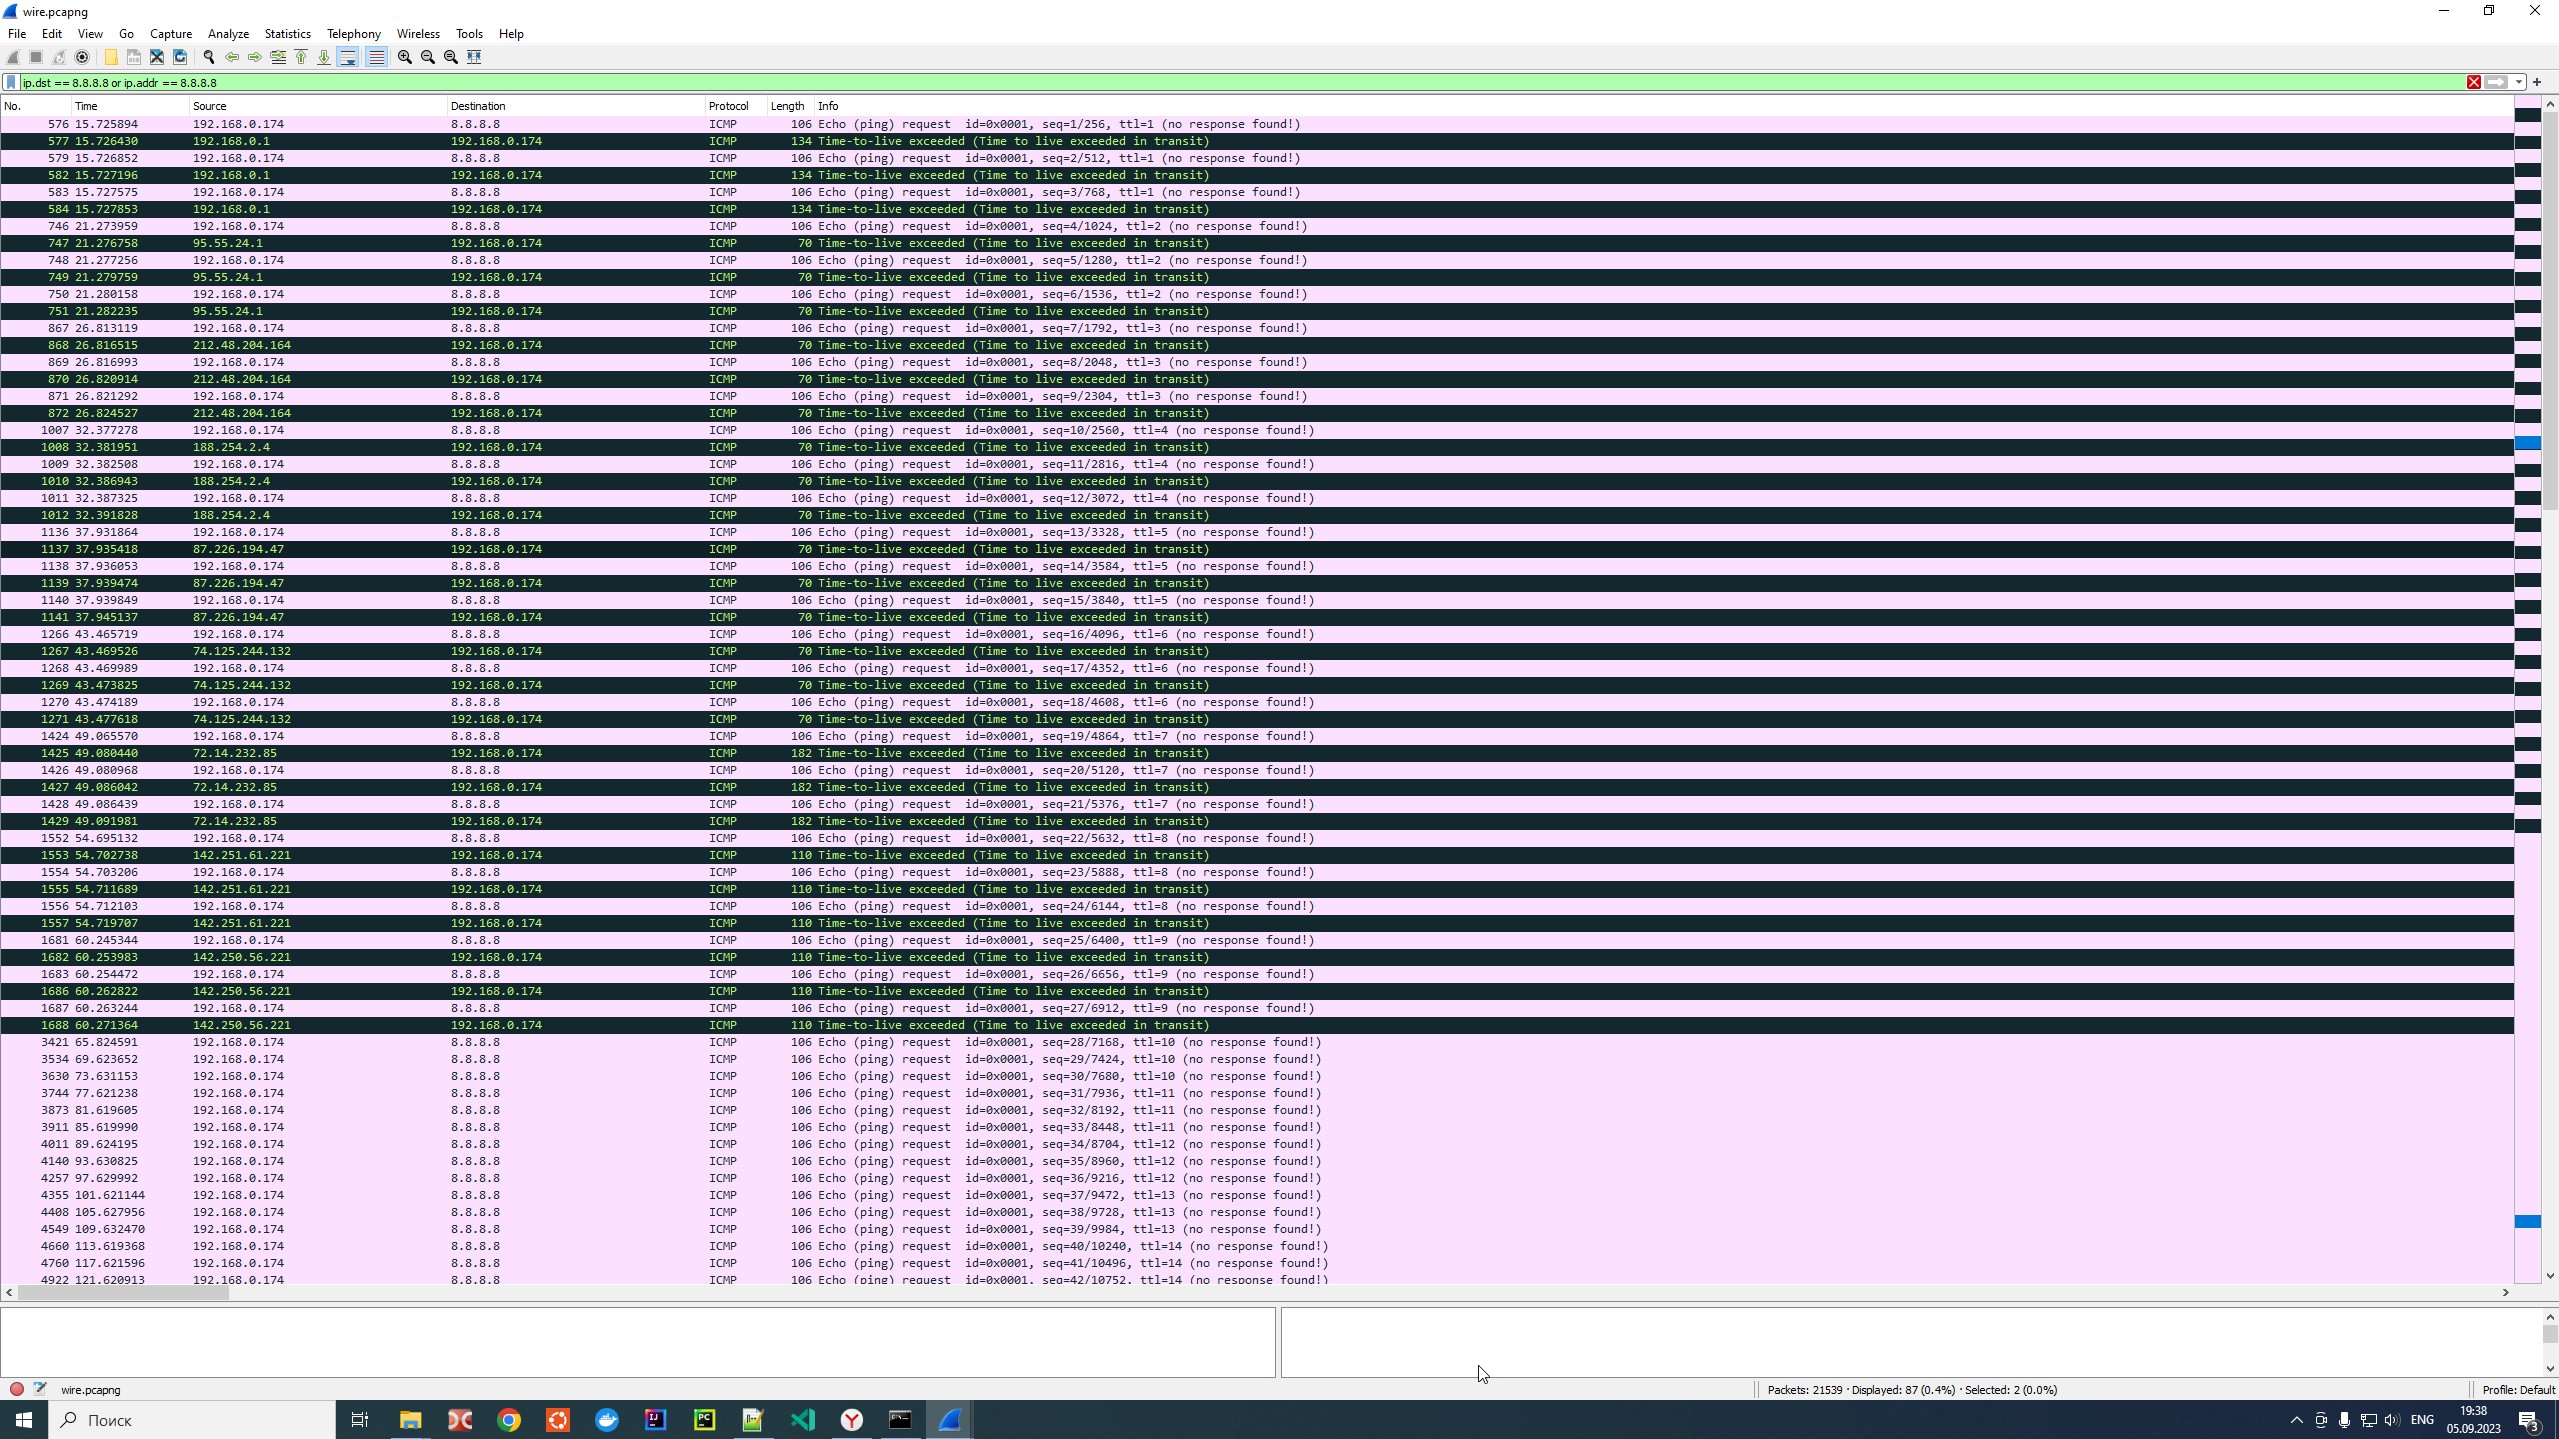 wire.pcapng
File Edit View Go Capture Analyze Statistics Telephony Wireless Tools Help
ip.dst == 8.8.8.8 or ip.addr == 8.8.8.8
No. Time Source Destination Protocol Length Info
576 15.725894 192.168.0.174 8.8.8.8 ICMP 106 Echo (ping) request id=0x0001, seq=1/256, ttl=1 (no response found!)
577 15.726430 192.168.0.1 192.168.0.174 ICMP 134 Time-to-live exceeded (Time to live exceeded in transit)
579 15.726852 192.168.0.174 8.8.8.8 ICMP 106 Echo (ping) request id=0x0001, seq=2/512, ttl=1 (no response found!)
582 15.727196 192.168.0.1 192.168.0.174 ICMP 134 Time-to-live exceeded (Time to live exceeded in transit)
583 15.727575 192.168.0.174 8.8.8.8 ICMP 106 Echo (ping) request id=0x0001, seq=3/768, ttl=1 (no response found!)
584 15.727853 192.168.0.1 192.168.0.174 ICMP 134 Time-to-live exceeded (Time to live exceeded in transit)
746 21.273959 192.168.0.174 8.8.8.8 ICMP 106 Echo (ping) request id=0x0001, seq=4/1024, ttl=2 (no response found!)
747 21.276758 95.55.24.1 192.168.0.174 ICMP 70 Time-to-live exceeded (Time to live exceeded in transit)
748 21.277256 192.168.0.174 8.8.8.8 ICMP 106 Echo (ping) request id=0x0001, seq=5/1280, ttl=2 (no response found!)
749 21.279759 95.55.24.1 192.168.0.174 ICMP 70 Time-to-live exceeded (Time to live exceeded in transit)
750 21.280158 192.168.0.174 8.8.8.8 ICMP 106 Echo (ping) request id=0x0001, seq=6/1536, ttl=2 (no response found!)
751 21.282235 95.55.24.1 192.168.0.174 ICMP 70 Time-to-live exceeded (Time to live exceeded in transit)
867 26.813119 192.168.0.174 8.8.8.8 ICMP 106 Echo (ping) request id=0x0001, seq=7/1792, ttl=3 (no response found!)
868 26.816515 212.48.204.164 192.168.0.174 ICMP 70 Time-to-live exceeded (Time to live exceeded in transit)
869 26.816993 192.168.0.174 8.8.8.8 ICMP 106 Echo (ping) request id=0x0001, seq=8/2048, ttl=3 (no response found!)
870 26.820914 212.48.204.164 192.168.0.174 ICMP 70 Time-to-live exceeded (Time to live exceeded in transit)
871 26.821292 192.168.0.174 8.8.8.8 ICMP 106 Echo (ping) request id=0x0001, seq=9/2304, ttl=3 (no response found!)
872 26.824527 212.48.204.164 192.168.0.174 ICMP 70 Time-to-live exceeded (Time to live exceeded in transit)
1007 32.377278 192.168.0.174 8.8.8.8 ICMP 106 Echo (ping) request id=0x0001, seq=10/2560, ttl=4 (no response found!)
1008 32.381951 188.254.2.4 192.168.0.174 ICMP 70 Time-to-live exceeded (Time to live exceeded in transit)
1009 32.382508 192.168.0.174 8.8.8.8 ICMP 106 Echo (ping) request id=0x0001, seq=11/2816, ttl=4 (no response found!)
1010 32.386943 188.254.2.4 192.168.0.174 ICMP 70 Time-to-live exceeded (Time to live exceeded in transit)
1011 32.387325 192.168.0.174 8.8.8.8 ICMP 106 Echo (ping) request id=0x0001, seq=12/3072, ttl=4 (no response found!)
1012 32.391828 188.254.2.4 192.168.0.174 ICMP 70 Time-to-live exceeded (Time to live exceeded in transit)
1136 37.931864 192.168.0.174 8.8.8.8 ICMP 106 Echo (ping) request id=0x0001, seq=13/3328, ttl=5 (no response found!)
1137 37.935418 87.226.194.47 192.168.0.174 ICMP 70 Time-to-live exceeded (Time to live exceeded in transit)
1138 37.936053 192.168.0.174 8.8.8.8 ICMP 106 Echo (ping) request id=0x0001, seq=14/3584, ttl=5 (no response found!)
1139 37.939474 87.226.194.47 192.168.0.174 ICMP 70 Time-to-live exceeded (Time to live exceeded in transit)
1140 37.939849 192.168.0.174 8.8.8.8 ICMP 106 Echo (ping) request id=0x0001, seq=15/3840, ttl=5 (no response found!)
1141 37.945137 87.226.194.47 192.168.0.174 ICMP 70 Time-to-live exceeded (Time to live exceeded in transit)
1266 43.465719 192.168.0.174 8.8.8.8 ICMP 106 Echo (ping) request id=0x0001, seq=16/4096, ttl=6 (no response found!)
1267 43.469526 74.125.244.132 192.168.0.174 ICMP 70 Time-to-live exceeded (Time to live exceeded in transit)
1268 43.469989 192.168.0.174 8.8.8.8 ICMP 106 Echo (ping) request id=0x0001, seq=17/4352, ttl=6 (no response found!)
1269 43.473825 74.125.244.132 192.168.0.174 ICMP 70 Time-to-live exceeded (Time to live exceeded in transit)
1270 43.474189 192.168.0.174 8.8.8.8 ICMP 106 Echo (ping) request id=0x0001, seq=18/4608, ttl=6 (no response found!)
1271 43.477618 74.125.244.132 192.168.0.174 ICMP 70 Time-to-live exceeded (Time to live exceeded in transit)
1424 49.065570 192.168.0.174 8.8.8.8 ICMP 106 Echo (ping) request id=0x0001, seq=19/4864, ttl=7 (no response found!)
1425 49.080440 72.14.232.85 192.168.0.174 ICMP 182 Time-to-live exceeded (Time to live exceeded in transit)
1426 49.080968 192.168.0.174 8.8.8.8 ICMP 106 Echo (ping) request id=0x0001, seq=20/5120, ttl=7 (no response found!)
1427 49.086042 72.14.232.85 192.168.0.174 ICMP 182 Time-to-live exceeded (Time to live exceeded in transit)
1428 49.086439 192.168.0.174 8.8.8.8 ICMP 106 Echo (ping) request id=0x0001, seq=21/5376, ttl=7 (no response found!)
1429 49.091981 72.14.232.85 192.168.0.174 ICMP 182 Time-to-live exceeded (Time to live exceeded in transit)
1552 54.695132 192.168.0.174 8.8.8.8 ICMP 106 Echo (ping) request id=0x0001, seq=22/5632, ttl=8 (no response found!)
1553 54.702738 142.251.61.221 192.168.0.174 ICMP 110 Time-to-live exceeded (Time to live exceeded in transit)
1554 54.703206 192.168.0.174 8.8.8.8 ICMP 106 Echo (ping) request id=0x0001, seq=23/5888, ttl=8 (no response found!)
1555 54.711689 142.251.61.221 192.168.0.174 ICMP 110 Time-to-live exceeded (Time to live exceeded in transit)
1556 54.712103 192.168.0.174 8.8.8.8 ICMP 106 Echo (ping) request id=0x0001, seq=24/6144, ttl=8 (no response found!)
1557 54.719707 142.251.61.221 192.168.0.174 ICMP 110 Time-to-live exceeded (Time to live exceeded in transit)
1681 60.245344 192.168.0.174 8.8.8.8 ICMP 106 Echo (ping) request id=0x0001, seq=25/6400, ttl=9 (no response found!)
1682 60.253983 142.250.56.221 192.168.0.174 ICMP 110 Time-to-live exceeded (Time to live exceeded in transit)
1683 60.254472 192.168.0.174 8.8.8.8 ICMP 106 Echo (ping) request id=0x0001, seq=26/6656, ttl=9 (no response found!)
1686 60.262822 142.250.56.221 192.168.0.174 ICMP 110 Time-to-live exceeded (Time to live exceeded in transit)
1687 60.263244 192.168.0.174 8.8.8.8 ICMP 106 Echo (ping) request id=0x0001, seq=27/6912, ttl=9 (no response found!)
1688 60.271364 142.250.56.221 192.168.0.174 ICMP 110 Time-to-live exceeded (Time to live exceeded in transit)
3421 65.824591 192.168.0.174 8.8.8.8 ICMP 106 Echo (ping) request id=0x0001, seq=28/7168, ttl=10 (no response found!)
3534 69.623652 192.168.0.174 8.8.8.8 ICMP 106 Echo (ping) request id=0x0001, seq=29/7424, ttl=10 (no response found!)
3630 73.631153 192.168.0.174 8.8.8.8 ICMP 106 Echo (ping) request id=0x0001, seq=30/7680, ttl=10 (no response found!)
3744 77.621238 192.168.0.174 8.8.8.8 ICMP 106 Echo (ping) request id=0x0001, seq=31/7936, ttl=11 (no response found!)
3873 81.619605 192.168.0.174 8.8.8.8 ICMP 106 Echo (ping) request id=0x0001, seq=32/8192, ttl=11 (no response found!)
3911 85.619990 192.168.0.174 8.8.8.8 ICMP 106 Echo (ping) request id=0x0001, seq=33/8448, ttl=11 (no response found!)
4011 89.624195 192.168.0.174 8.8.8.8 ICMP 106 Echo (ping) request id=0x0001, seq=34/8704, ttl=12 (no response found!)
4140 93.630825 192.168.0.174 8.8.8.8 ICMP 106 Echo (ping) request id=0x0001, seq=35/8960, ttl=12 (no response found!)
4257 97.629992 192.168.0.174 8.8.8.8 ICMP 106 Echo (ping) request id=0x0001, seq=36/9216, ttl=12 (no response found!)
4355 101.621144 192.168.0.174 8.8.8.8 ICMP 106 Echo (ping) request id=0x0001, seq=37/9472, ttl=13 (no response found!)
4408 105.627956 192.168.0.174 8.8.8.8 ICMP 106 Echo (ping) request id=0x0001, seq=38/9728, ttl=13 (no response found!)
4549 109.632470 192.168.0.174 8.8.8.8 ICMP 106 Echo (ping) request id=0x0001, seq=39/9984, ttl=13 (no response found!)
4660 113.619368 192.168.0.174 8.8.8.8 ICMP 106 Echo (ping) request id=0x0001, seq=40/10240, ttl=14 (no response found!)
4760 117.621596 192.168.0.174 8.8.8.8 ICMP 106 Echo (ping) request id=0x0001, seq=41/10496, ttl=14 (no response found!)
4922 121.620913 192.168.0.174 8.8.8.8 ICMP 106 Echo (ping) request id=0x0001, seq=42/10752, ttl=14 (no response found!)
wire.pcapng Packets: 21539 · Displayed: 87 (0.4%) · Selected: 2 (0.0%) Profile: Default
Поиск
ENG 19:38
05.09.2023
3